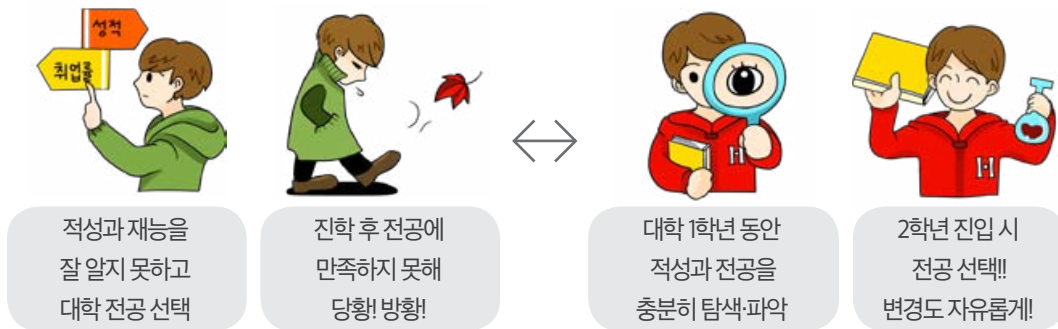 성적
취업률
적성과 재능을
잘 알지 못하고
대학 전공 선택
진학 후 전공에
만족하지 못해
당황! 방황!
H
대학 1학년 동안
적성과 전공을
충분히 탐색·파악
H
2학년 진입 시
전공 선택!!
변경도 자유롭게!